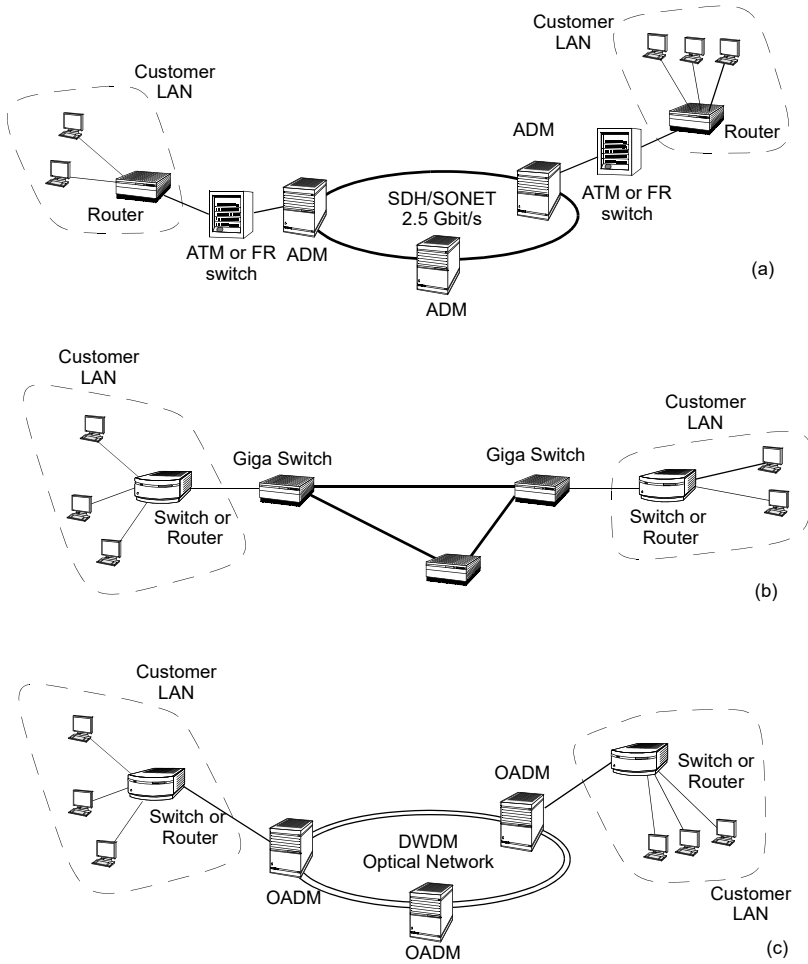 Customer
LAN
Customer
LAN
ADM
Router
SDH/SONET
2.5 Gbit/s
Router
ATM or FR
switch
ATM or FR
switch
ADM
ADM
(a)
Customer
LAN
Customer
LAN
Giga Switch
Giga Switch
Switch or
Router
Switch or
Router
(b)
Customer
LAN
Switch or
Router
OADM
Switch or
Router
DWDM
Optical Network
OADM
Customer
LAN
OADM
(c)